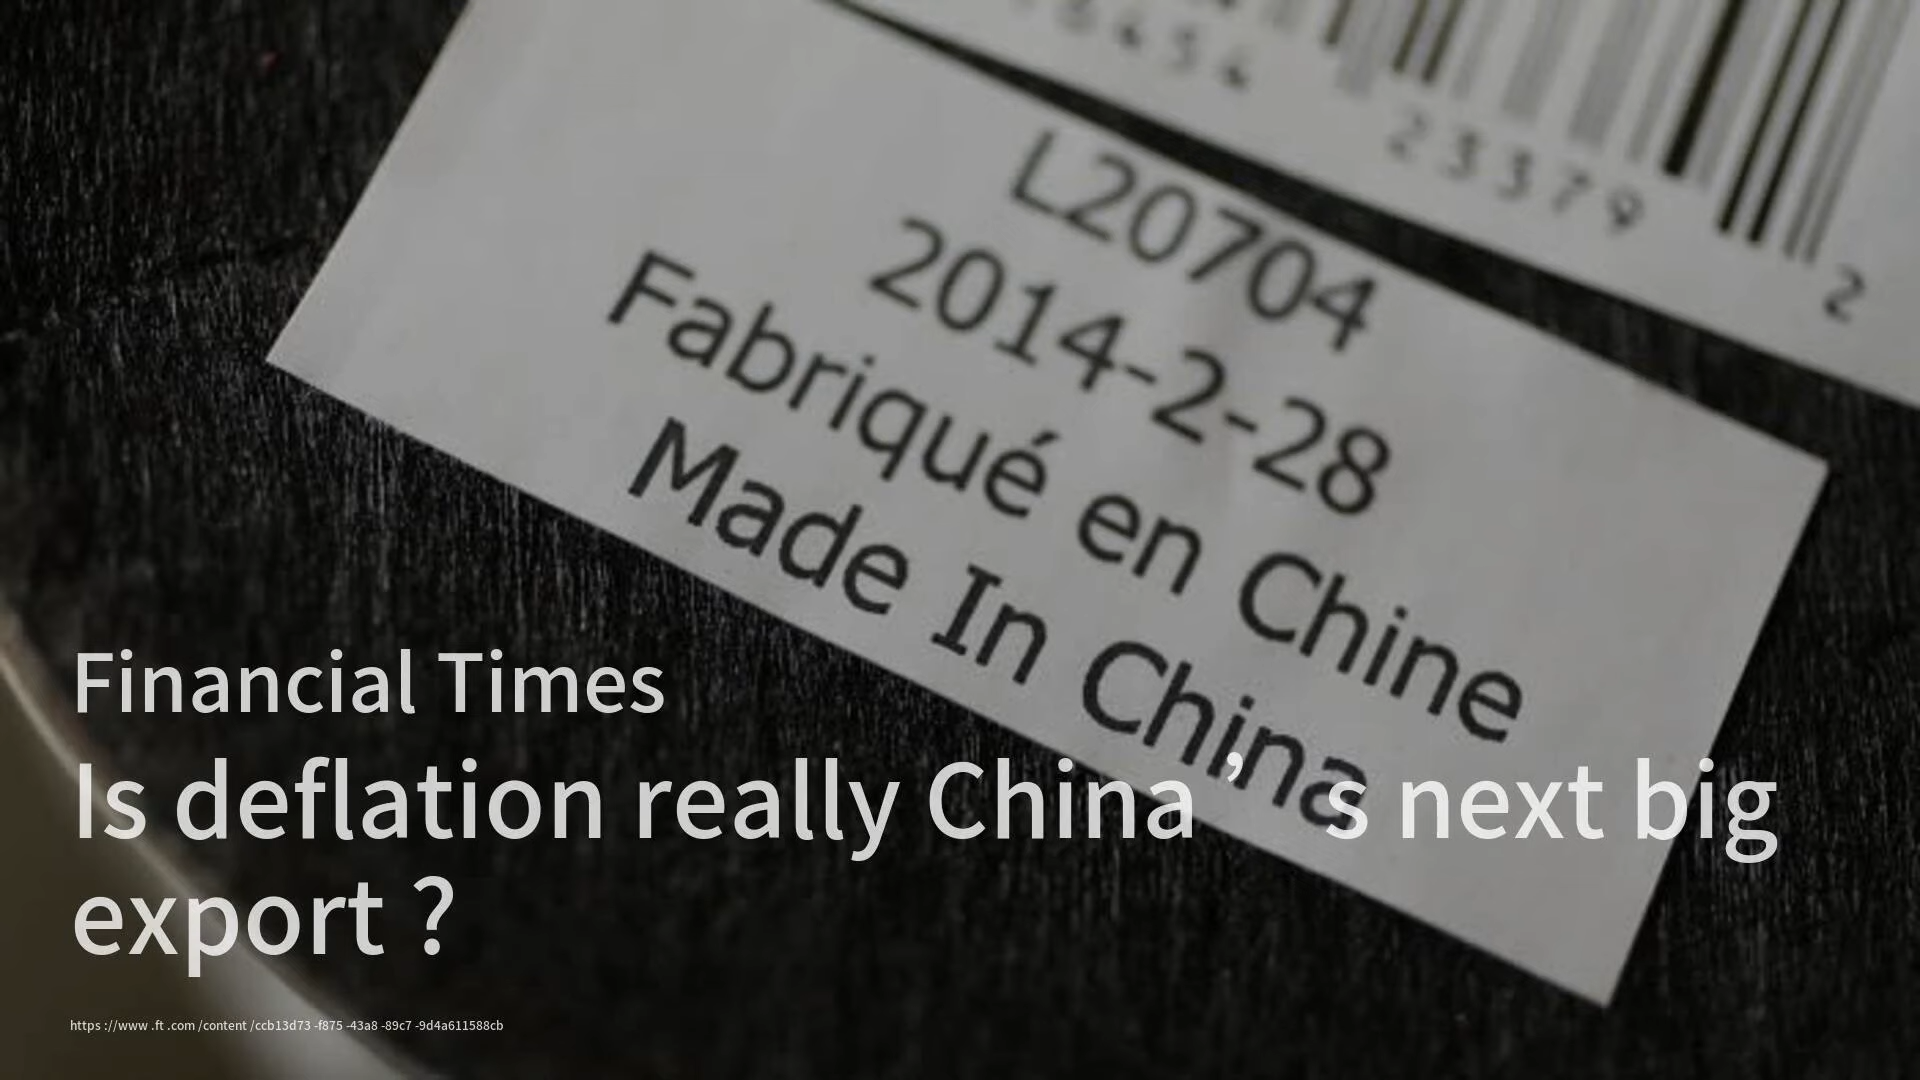 6454
23379
2
L20704
2014-2-28
Fabriqué en Chine
Made In China
Financial Times
Is deflation really China ’s next big
export ?
https ://www .ft .com /content /ccb13d73 -f875 -43a8 -89c7 -9d4a611588cb